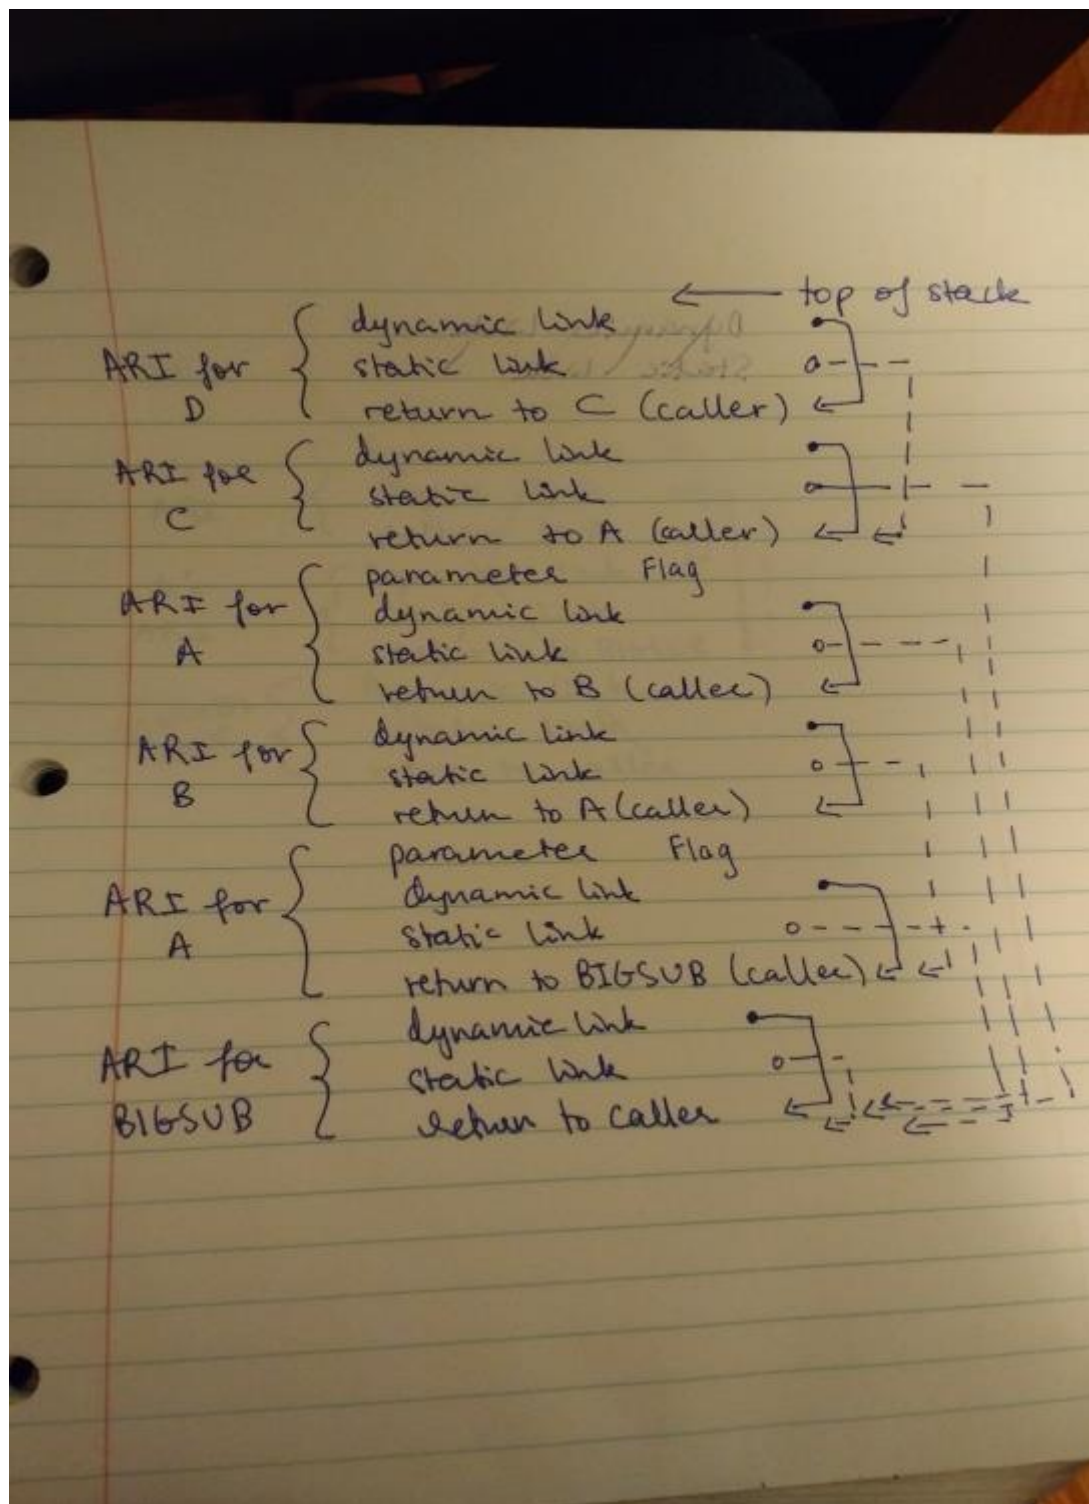 ← top of stack
dynamic link
ARI for static link
D return to C (caller)
dynamic link
ARI for static link
C return to A (caller)
parameter Flag
ARI for dynamic link
A static link
return to B (caller)
dynamic link
ARI for static link
B return to A (caller)
parameter Flag
dynamic link
ARI for static link
A return to BIGSUB (caller)
dynamic link
ARI for static link
BIGSUB return to caller